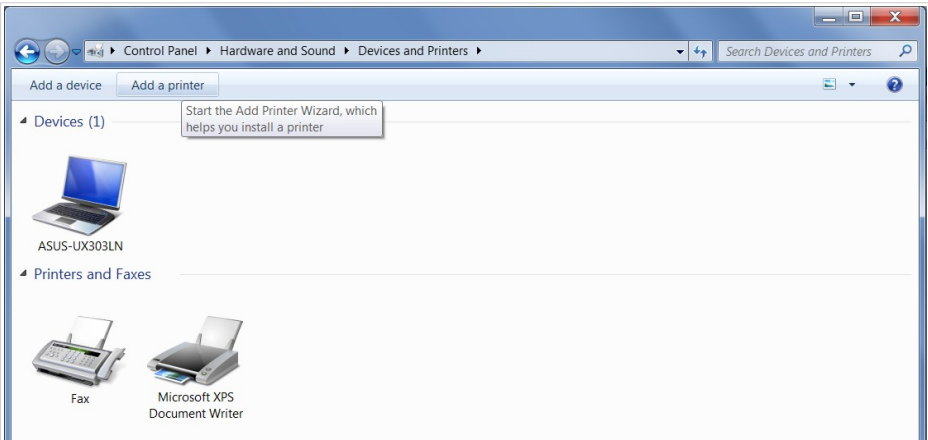 Control Panel Hardware and Sound Devices and Printers
Search Devices and Printers
Add a device
Add a printer
Start the Add Printer Wizard, which
helps you install a printer
Devices (1)
ASUS-UX303LN
Printers and Faxes
Fax
Microsoft XPS
Document Writer